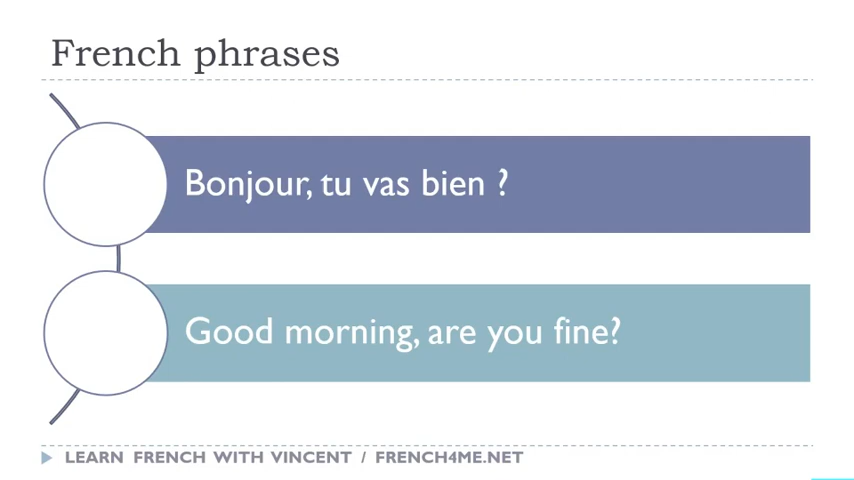 French phrases
Bonjour, tu vas bien ?
Good morning, are you fine?
LEARN FRENCH WITH VINCENT / FRENCH4ME.NET